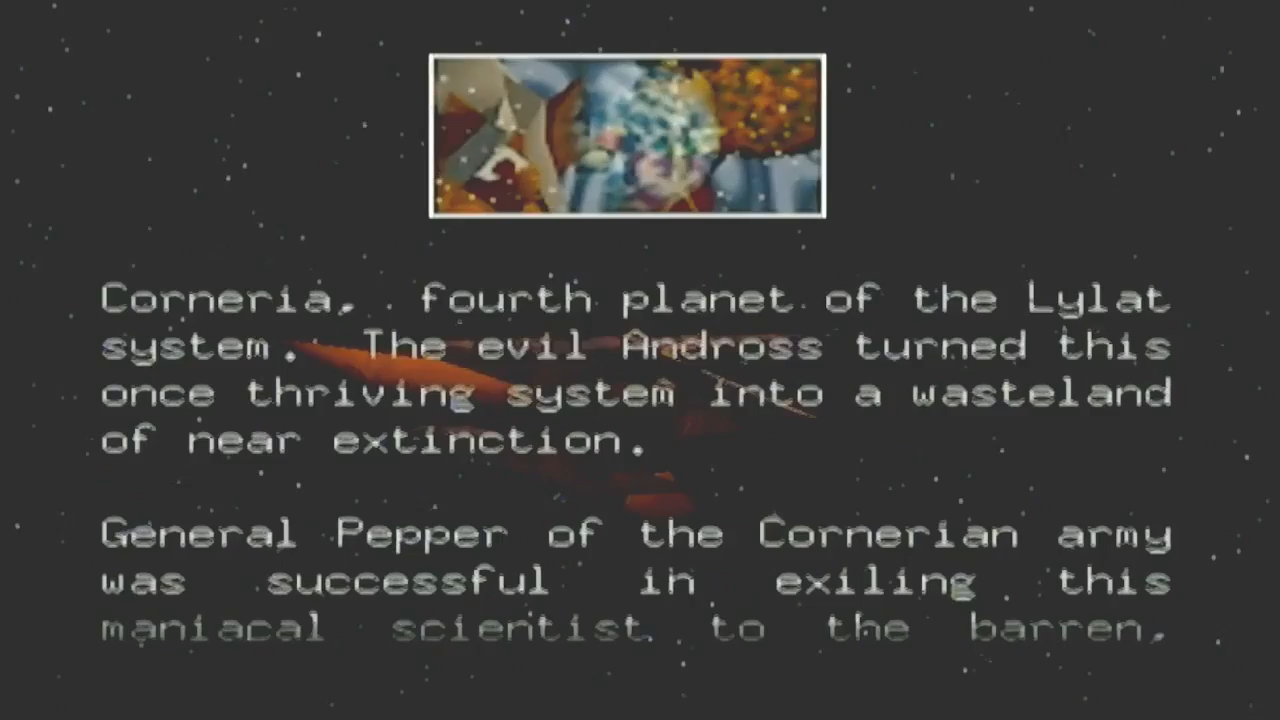 Corneria, fourth planet of the Lylat
system. The evil Andross turned this
once thriving system into a wasteland
of near extinction.
General Pepper of the Cornerian army
was successful in exiling this
maniacal scientist to the barren,